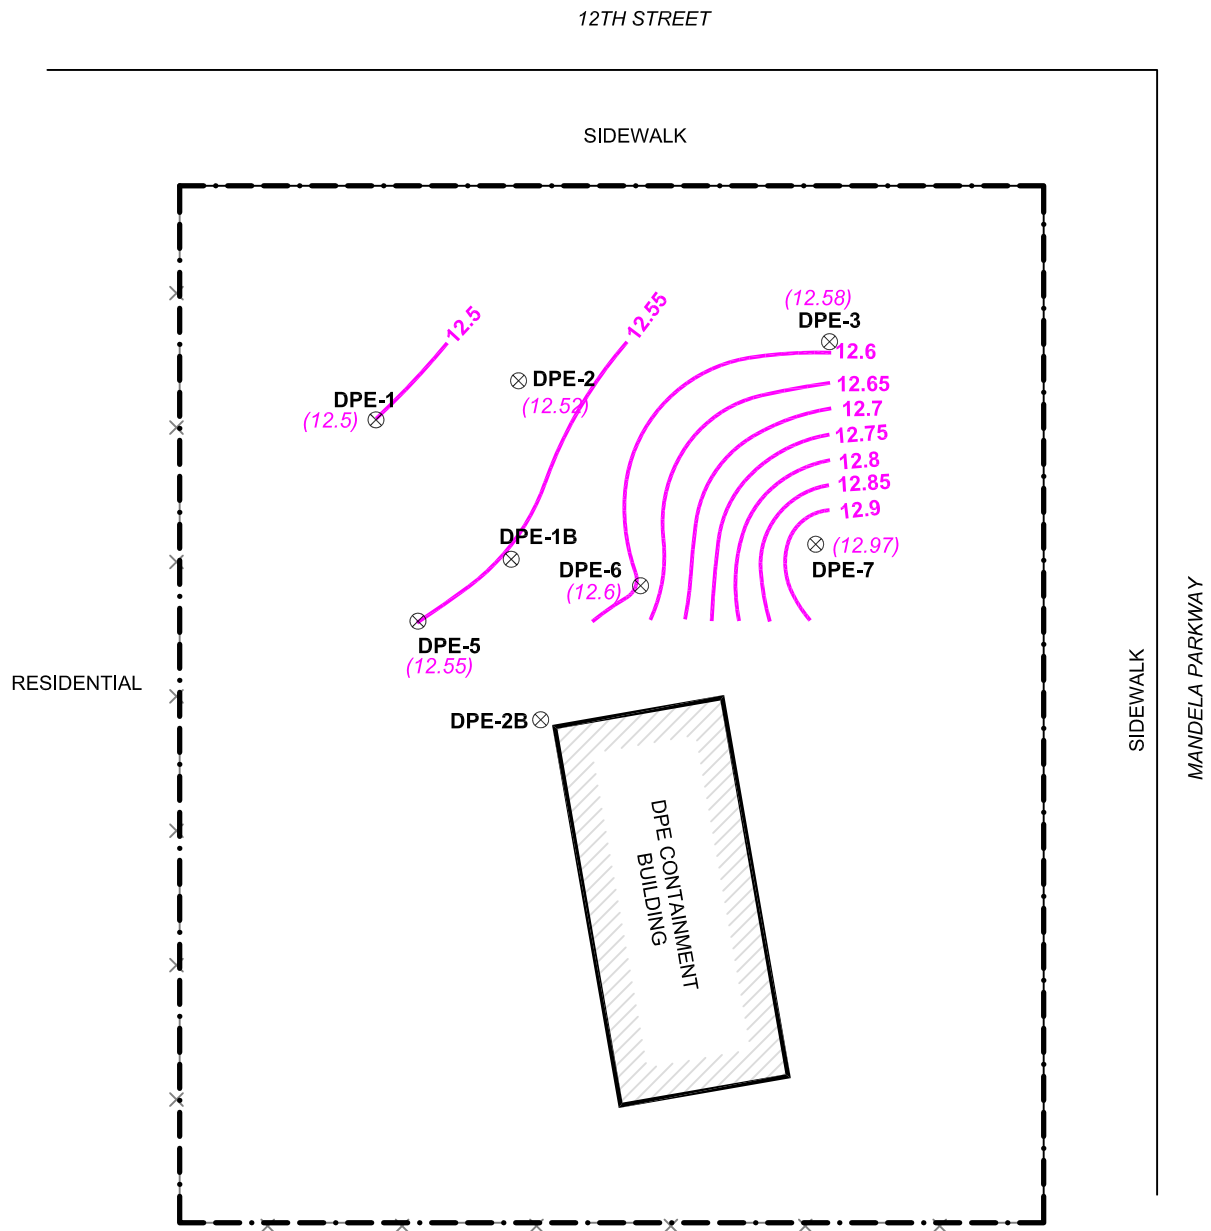 12TH STREET
SIDEWALK
(12.58)
DPE-3
12.5
12.55
12.6
DPE-2
(12.52)
12.65
DPE-1
(12.5)
12.7
12.75
12.8
12.85
12.9
DPE-1B
(12.97)
DPE-7
DPE-6
(12.6)
DPE-5
(12.55)
RESIDENTIAL
DPE-2B
SIDEWALK
MANDELA PARKWAY
DPE CONTAINMENT
BUILDING